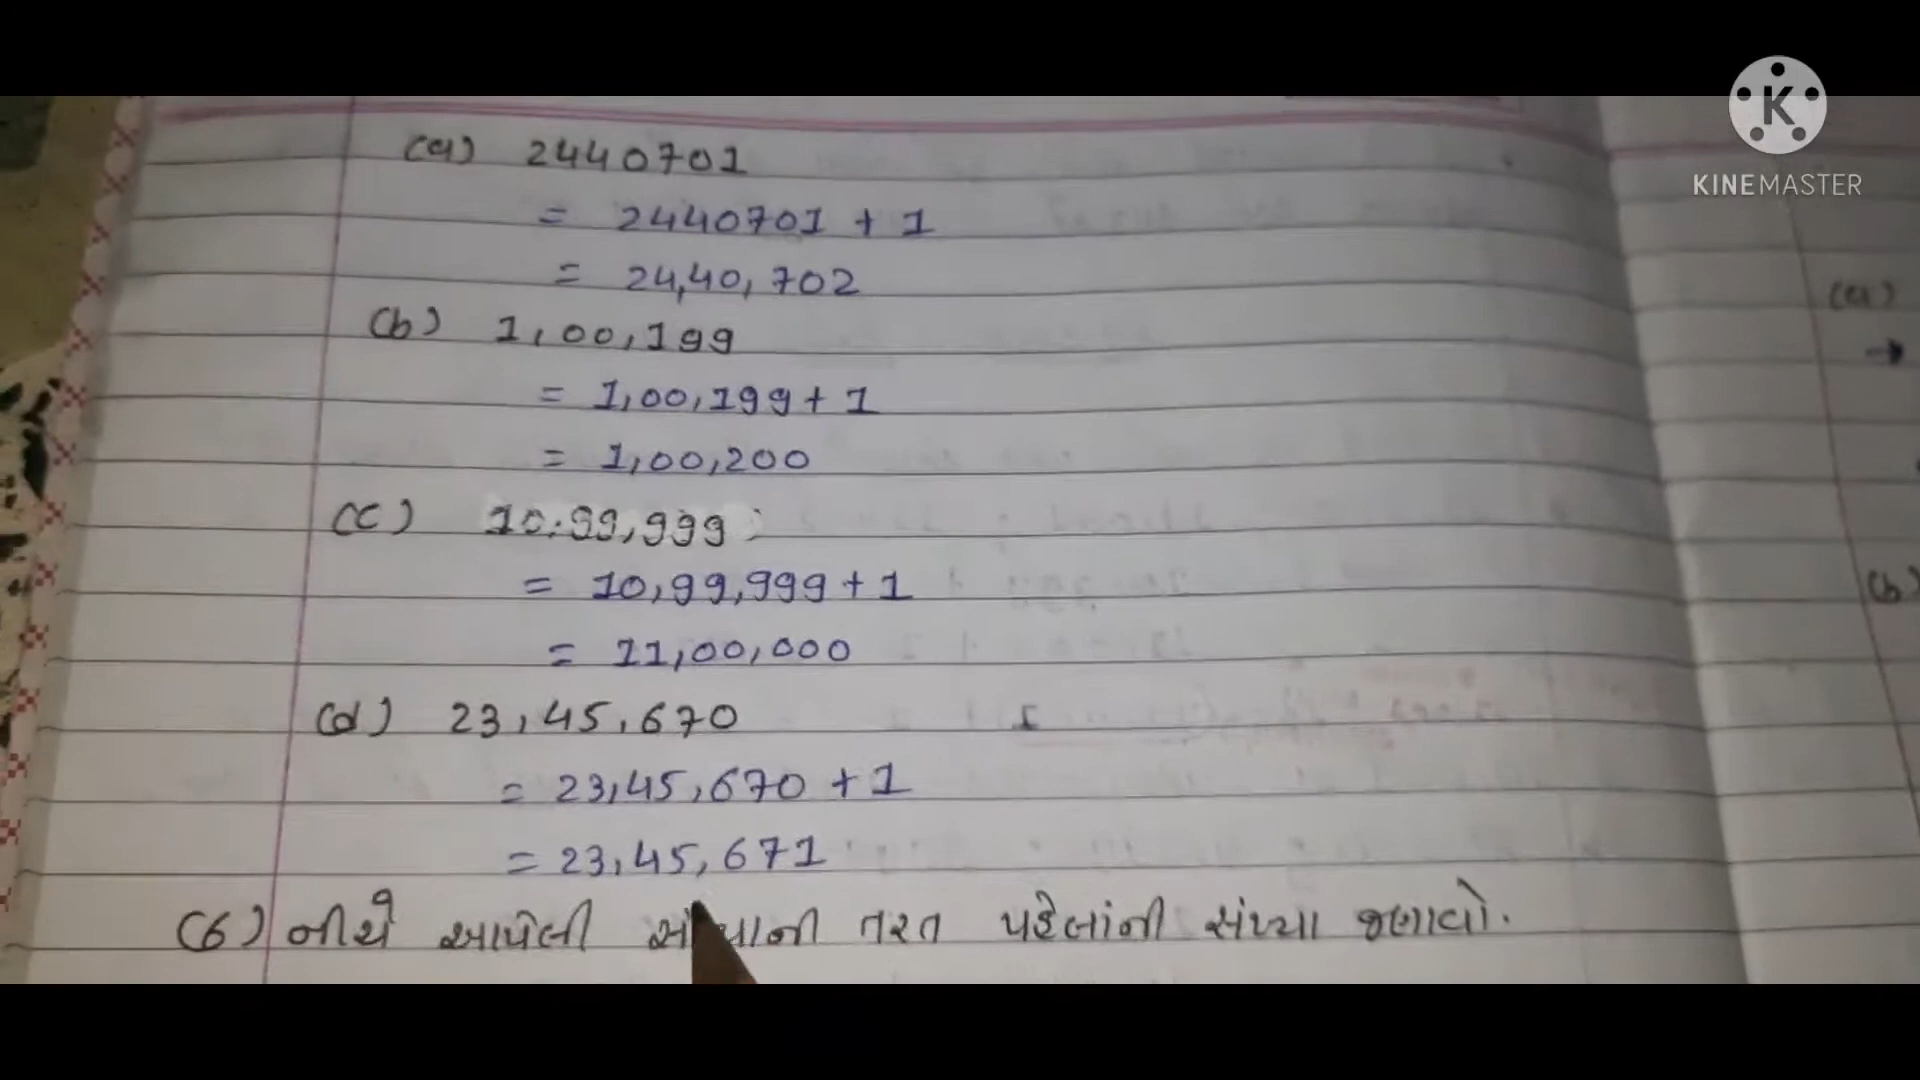 (a) 2440701
= 2440701 + 1
= 24,40,702
(b) 1,00,199
= 1,00,199 + 1
= 1,00,200
(c) 10,99,999
= 10,99,999 + 1
= 11,00,000
(d) 23,45,670
= 23,45,670 + 1
= 23,45,671
(6) નીચે આપેલી તરત પહેલાંની સંખ્યા જણાવો.
K
KINEMASTER
(a)
→
(b)